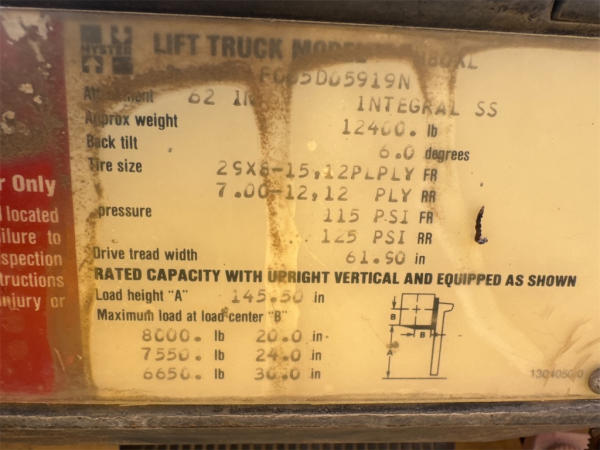 HYSTER
LIFT TRUCK MODEL
5D05919N
62 IN INTEGRAL SS
Approx weight 12400. lb
Back tilt 6.0 degrees
Tire size 29X8-15,12PLPLY FR
7.00-12,12 PLY RR
pressure 115 PSI FR
125 PSI RR
Drive tread width 61.90 in
RATED CAPACITY WITH UPRIGHT VERTICAL AND EQUIPPED AS SHOWN
Load height "A" 145.50 in
Maximum load at load center "B"
8000. lb 20.0 in
7550. lb 24.0 in
6650. lb 30.0 in
B
B
A
r Only
located
ilure to
spection
tructions
njury or